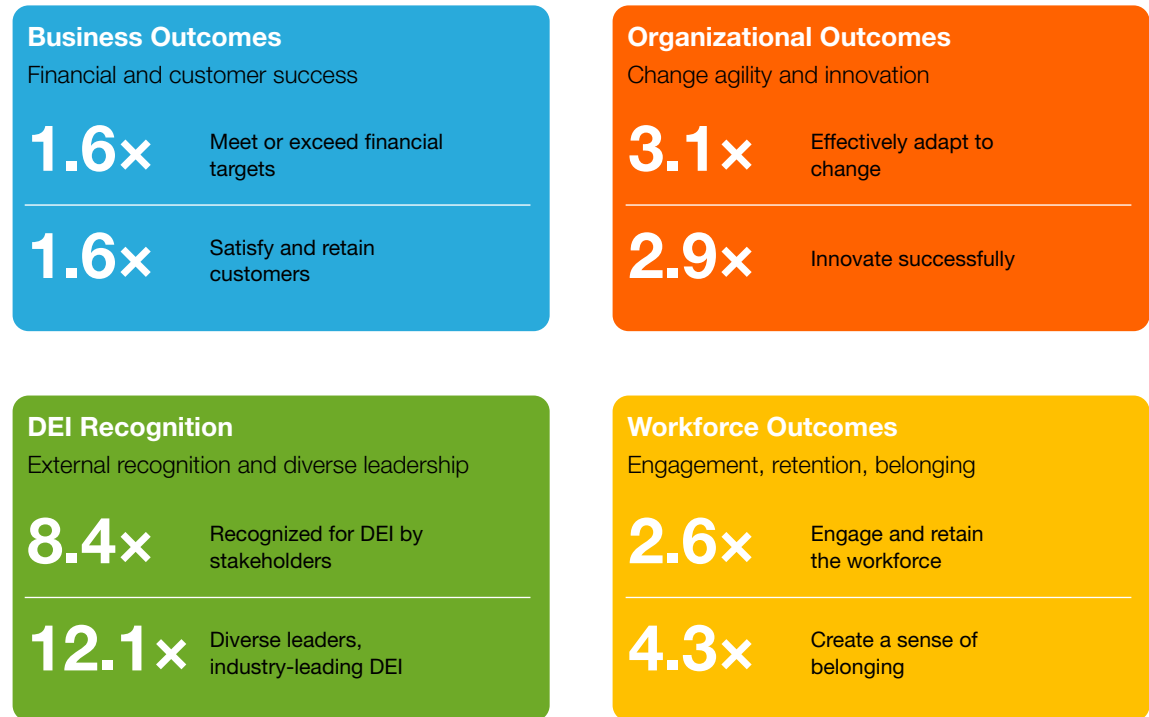 Business Outcomes
Financial and customer success
1.6×
Meet or exceed financial
targets
1.6×
Satisfy and retain
customers
Organizational Outcomes
Change agility and innovation
3.1×
Effectively adapt to
change
2.9×
Innovate successfully
DEI Recognition
External recognition and diverse leadership
8.4×
Recognized for DEI by
stakeholders
12.1×
Diverse leaders,
industry-leading DEI
Workforce Outcomes
Engagement, retention, belonging
2.6×
Engage and retain
the workforce
4.3×
Create a sense of
belonging